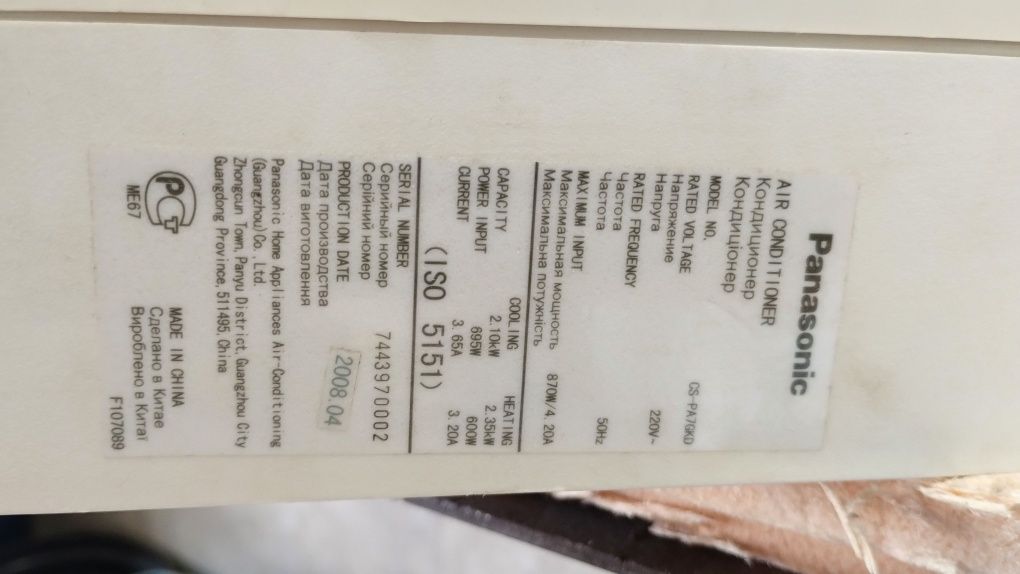 Panasonic
AIR CONDITIONER
Кондиционер
Кондиціонер
MODEL NO. CS-PA7GKD
RATED VOLTAGE 220V~
Напряжение
Напруга
RATED FREQUENCY 50Hz
Частота
Частота
MAXIMUM INPUT 870W/4.20A
Максимальная мощность
Максимальна потужність
COOLING HEATING
CAPACITY 2.10kW 2.35kW
POWER INPUT 695W 600W
CURRENT 3.65A 3.20A
(ISO 5151)
SERIAL NUMBER
Серийный номер 7443970002
Серійний номер
PRODUCTION DATE 2008.04
Дата производства
Дата виготовлення
Panasonic Home Appliances Air-Conditioning
(Guangzhou)Co., Ltd.
Zhongcun Town, Panyu District, Guangzhou City
Guangdong Province, 511495, China
РСТ MADE IN CHINA
Сделано в Китае
ME67 Вироблено в Китаї
F107089